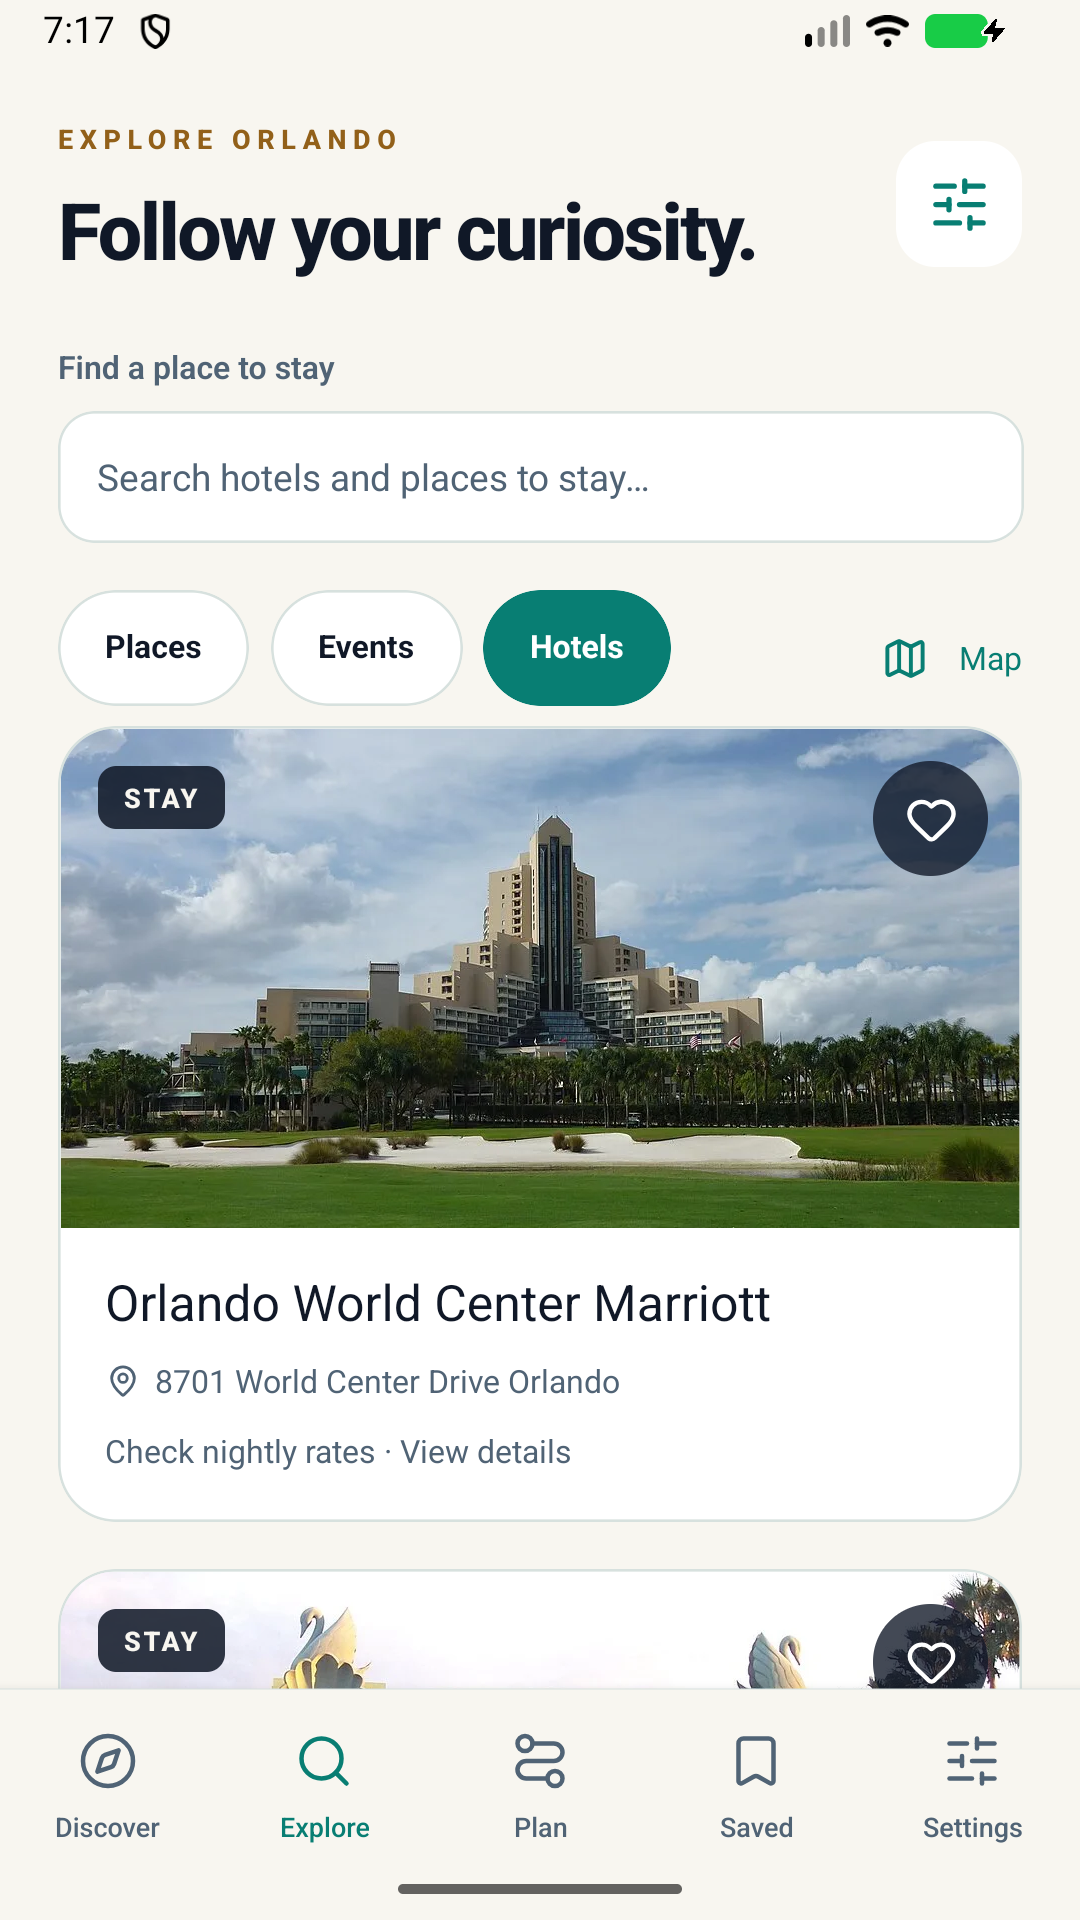 7:17
EXPLORE ORLANDO
Follow your curiosity.
Find a place to stay
Search hotels and places to stay…
Places
Events
Hotels
Map
STAY
Orlando World Center Marriott
8701 World Center Drive Orlando
Check nightly rates · View details
STAY
Discover
Explore
Plan
Saved
Settings